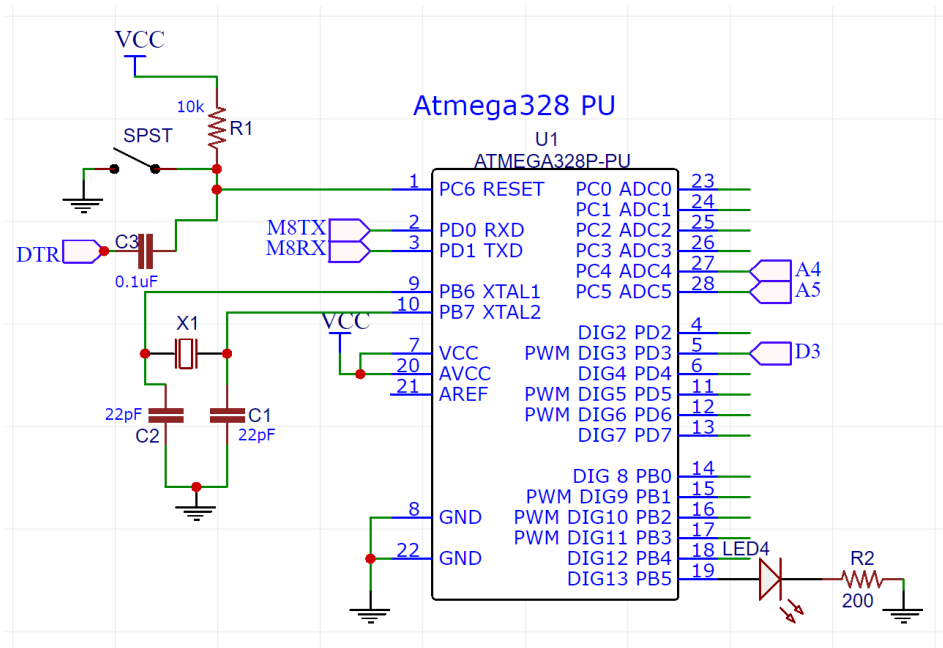 VCC
10k
R1
SPST
Atmega328 PU
U1
ATMEGA328P-PU
DTR
C3
0.1uF
M8TX
M8RX
1 PC6 RESET
2 PD0 RXD
3 PD1 TXD
9 PB6 XTAL1
10 PB7 XTAL2
VCC
7 VCC
20 AVCC
21 AREF
8 GND
22 GND
X1
22pF
C2
C1
22pF
PC0 ADC0 23
PC1 ADC1 24
PC2 ADC2 25
PC3 ADC3 26
PC4 ADC4 27 A4
PC5 ADC5 28 A5
DIG2 PD2 4
PWM DIG3 PD3 5 D3
DIG4 PD4 6
PWM DIG5 PD5 11
PWM DIG6 PD6 12
DIG7 PD7 13
DIG 8 PB0 14
PWM DIG9 PB1 15
PWM DIG10 PB2 16
PWM DIG11 PB3 17
DIG12 PB4 18
DIG13 PB5 19
LED4
R2
200